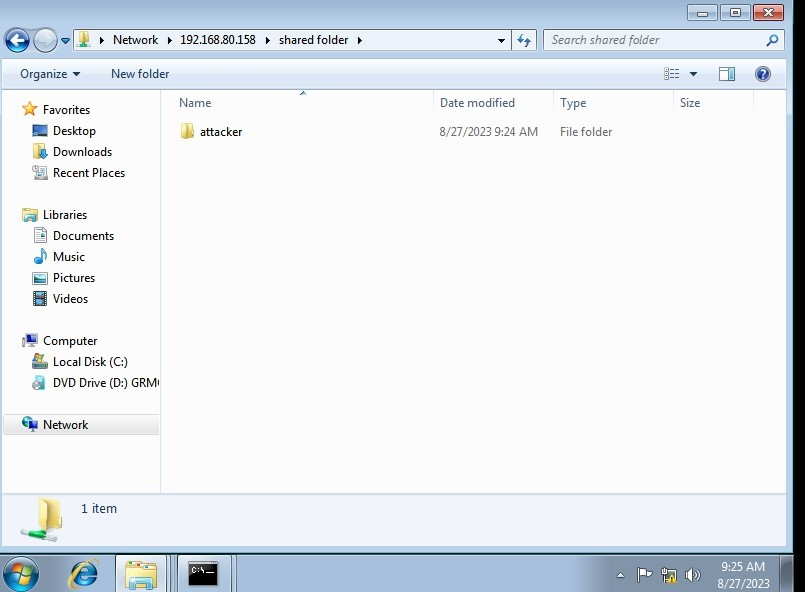 Network 192.168.80.158 shared folder
Search shared folder
Organize New folder
Name Date modified Type Size
attacker 8/27/2023 9:24 AM File folder
Favorites
Desktop
Downloads
Recent Places
Libraries
Documents
Music
Pictures
Videos
Computer
Local Disk (C:)
DVD Drive (D:) GRM
Network
1 item
C:\_
9:25 AM
8/27/2023